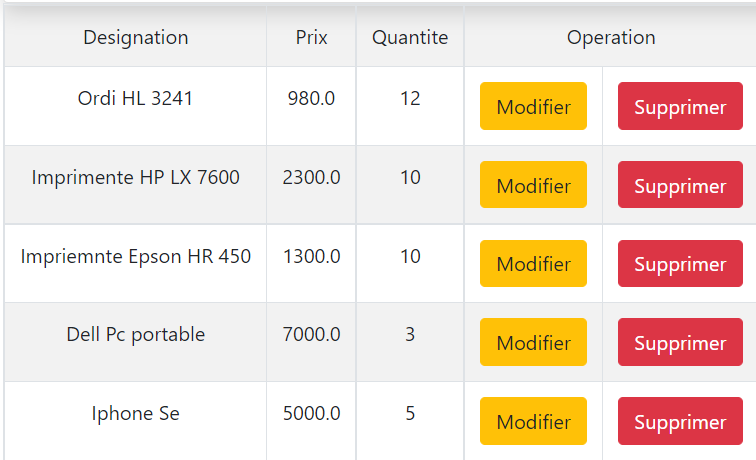 Designation Prix Quantite Operation
Ordi HL 3241 980.0 12 Modifier Supprimer
Imprimente HP LX 7600 2300.0 10 Modifier Supprimer
Impriemnte Epson HR 450 1300.0 10 Modifier Supprimer
Dell Pc portable 7000.0 3 Modifier Supprimer
Iphone Se 5000.0 5 Modifier Supprimer